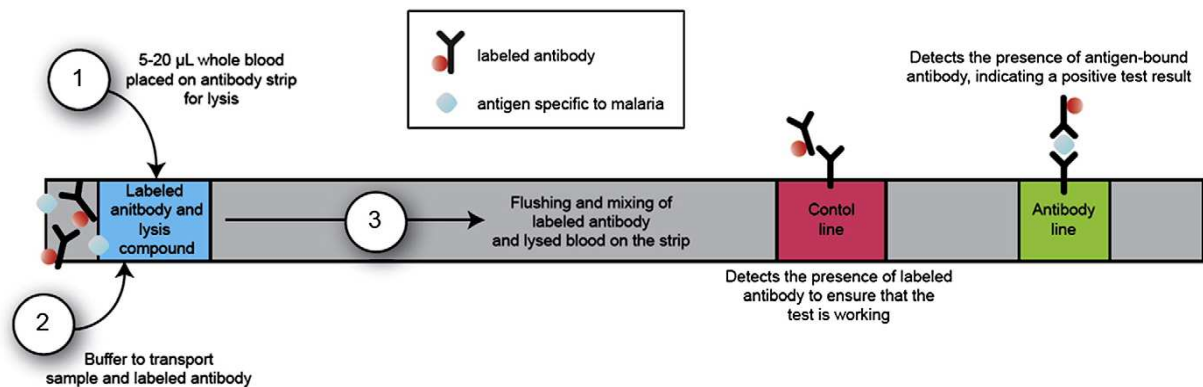 1
5-20 µL whole blood
placed on antibody strip
for lysis
labeled antibody
antigen specific to malaria
Detects the presence of antigen-bound
antibody, indicating a positive test result
Labeled
anitbody and
lysis
compound
3
Flushing and mixing of
labeled antibody
and lysed blood on the strip
Contol
line
Antibody
line
Detects the presence of labeled
antibody to ensure that the
test is working
2
Buffer to transport
sample and labeled antibody